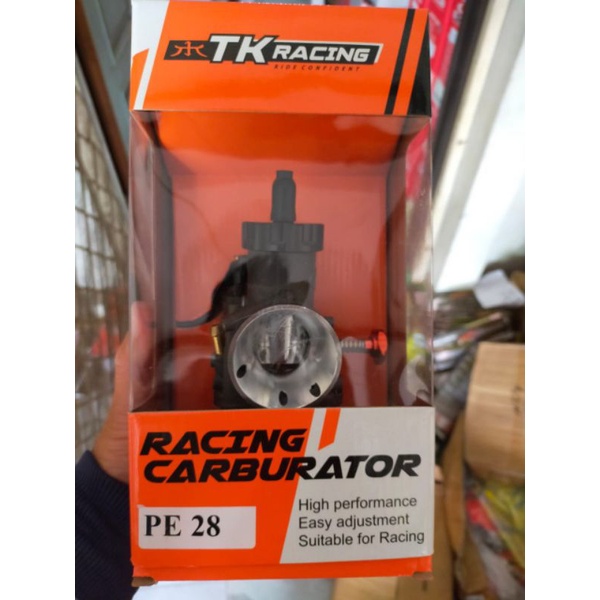 TK RACING
RIDE CONFIDENT
RACING
CARBURATOR
High performance
Easy adjustment
Suitable for Racing
PE 28